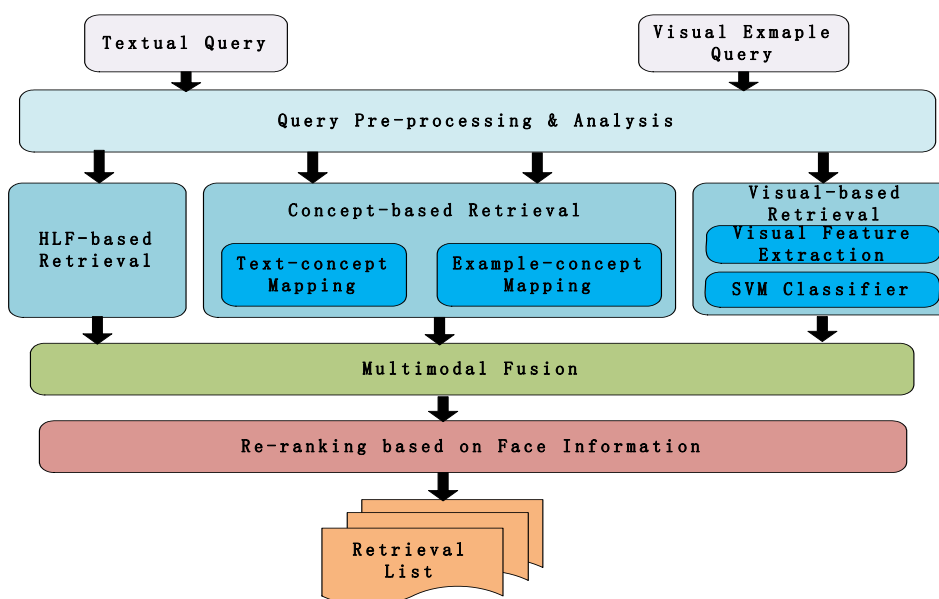 Textual Query
Visual Exmaple
Query
Query Pre-processing & Analysis
HLF-based
Retrieval
Concept-based Retrieval
Text-concept
Mapping
Example-concept
Mapping
Visual-based
Retrieval
Visual Feature
Extraction
SVM Classifier
Multimodal Fusion
Re-ranking based on Face Information
Retrieval
List